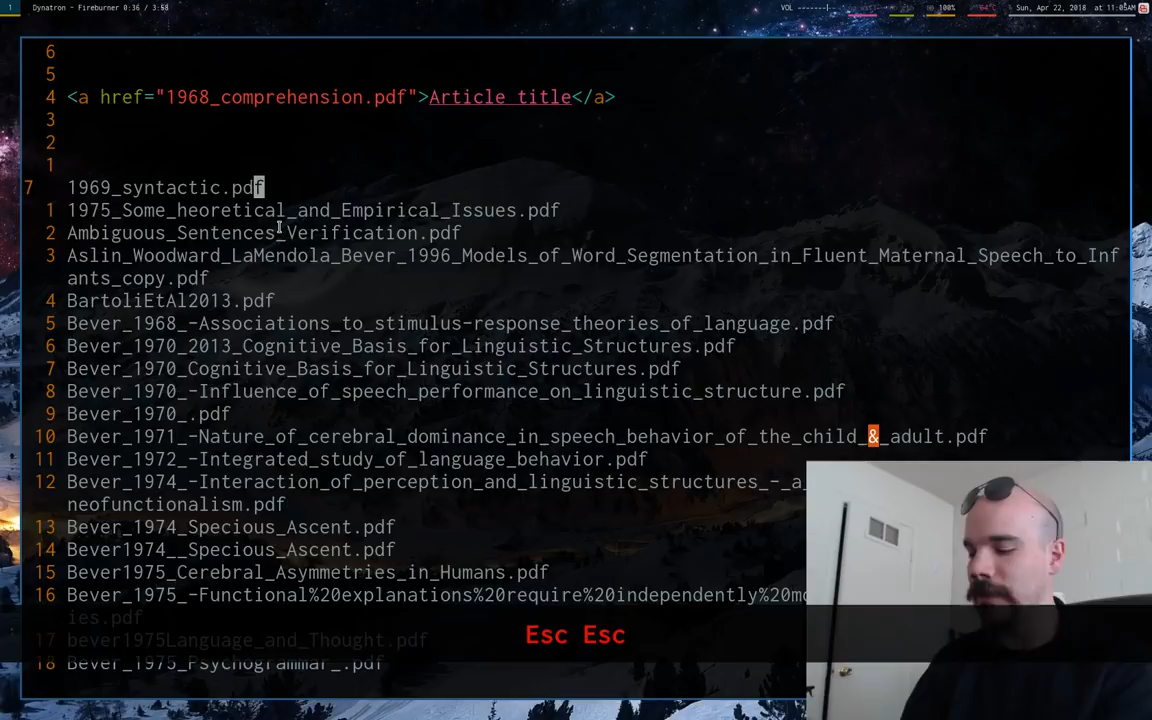 1 Dynatron - Fireburner 0:36 / 3:58 VOL -------| 100% Sun, Apr 22, 2018 at 11:05AM
6
5
4 <a href="1968_comprehension.pdf">Article title</a>
3
2
1
7 1969_syntactic.pdf
1 1975_Some_heoretical_and_Empirical_Issues.pdf
2 Ambiguous_Sentences_Verification.pdf
3 Aslin_Woodward_LaMendola_Bever_1996_Models_of_Word_Segmentation_in_Fluent_Maternal_Speech_to_Inf
ants_copy.pdf
4 BartoliEtAl2013.pdf
5 Bever_1968_-Associations_to_stimulus-response_theories_of_language.pdf
6 Bever_1970_2013_Cognitive_Basis_for_Linguistic_Structures.pdf
7 Bever_1970_Cognitive_Basis_for_Linguistic_Structures.pdf
8 Bever_1970_-Influence_of_speech_performance_on_linguistic_structure.pdf
9 Bever_1970_.pdf
10 Bever_1971_-Nature_of_cerebral_dominance_in_speech_behavior_of_the_child_&_adult.pdf
11 Bever_1972_-Integrated_study_of_language_behavior.pdf
12 Bever_1974_-Interaction_of_perception_and_linguistic_structures_-_a_
neofunctionalism.pdf
13 Bever_1974_Specious_Ascent.pdf
14 Bever1974__Specious_Ascent.pdf
15 Bever1975_Cerebral_Asymmetries_in_Humans.pdf
16 Bever_1975_-Functional%20explanations%20require%20independently%20mo
ies.pdf
17 bever1975Language_and_Thought.pdf
Esc Esc
18 Bever_1975_Psychogrammar_.pdf